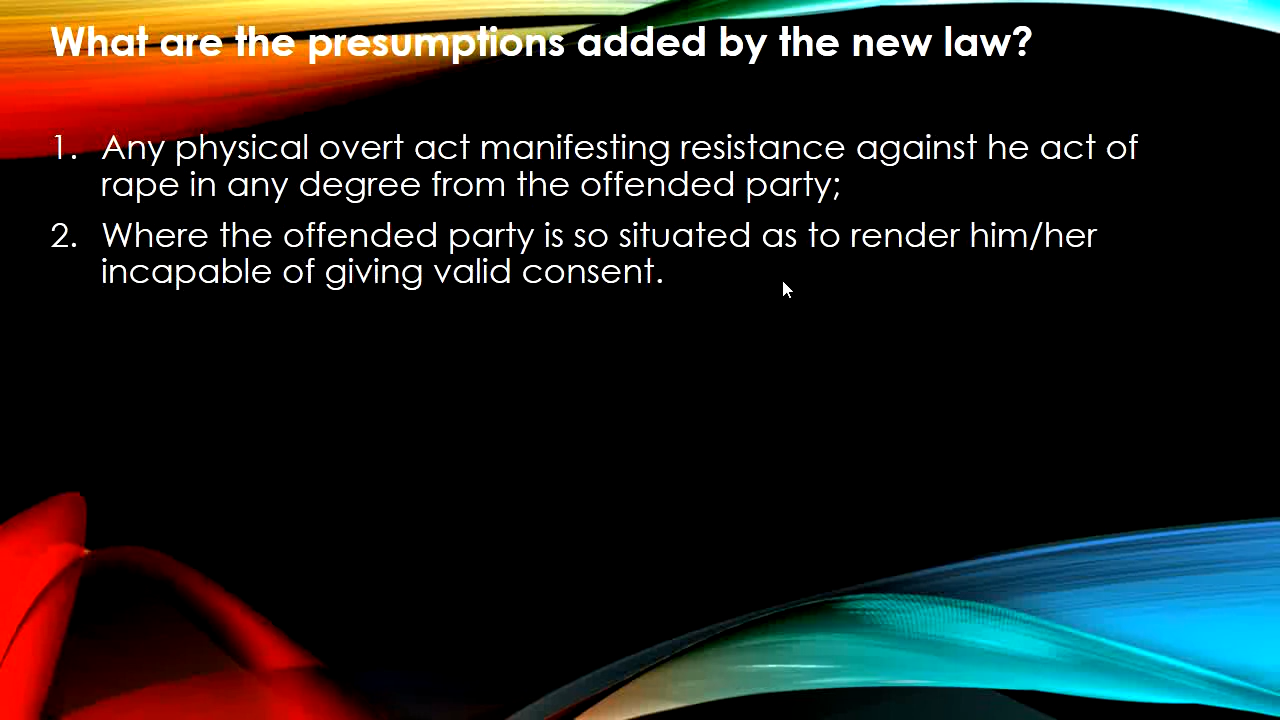 What are the presumptions added by the new law?
1. Any physical overt act manifesting resistance against he act of
rape in any degree from the offended party;
2. Where the offended party is so situated as to render him/her
incapable of giving valid consent.